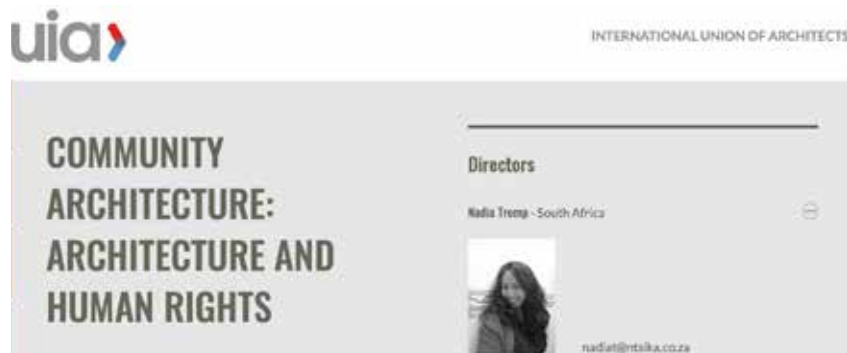 uia
INTERNATIONAL UNION OF ARCHITECTS
COMMUNITY
ARCHITECTURE:
ARCHITECTURE AND
HUMAN RIGHTS
Directors
Nadia Tromp - South Africa
nadiat@ntsika.co.za